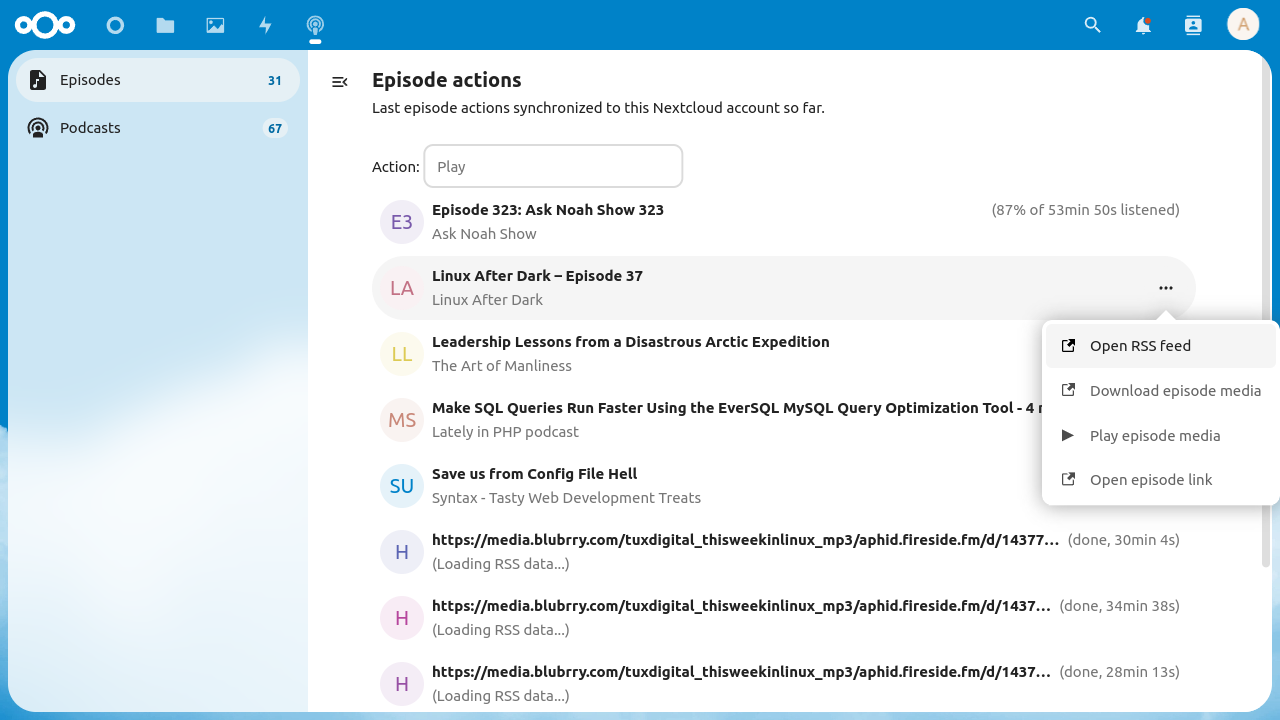 A
Episodes
31
Podcasts
67
Episode actions
Last episode actions synchronized to this Nextcloud account so far.
Action: Play
E3
Episode 323: Ask Noah Show 323
(87% of 53min 50s listened)
Ask Noah Show
LA
Linux After Dark – Episode 37
Linux After Dark
LL
Leadership Lessons from a Disastrous Arctic Expedition
The Art of Manliness
MS
Make SQL Queries Run Faster Using the EverSQL MySQL Query Optimization Tool - 4
Lately in PHP podcast
SU
Save us from Config File Hell
Syntax - Tasty Web Development Treats
Open RSS feed
Download episode media
Play episode media
Open episode link
H
https://media.blubrry.com/tuxdigital_thisweekinlinux_mp3/aphid.fireside.fm/d/14377...
(done, 30min 4s)
(Loading RSS data...)
H
https://media.blubrry.com/tuxdigital_thisweekinlinux_mp3/aphid.fireside.fm/d/1437...
(done, 34min 38s)
(Loading RSS data...)
H
https://media.blubrry.com/tuxdigital_thisweekinlinux_mp3/aphid.fireside.fm/d/1437...
(done, 28min 13s)
(Loading RSS data...)